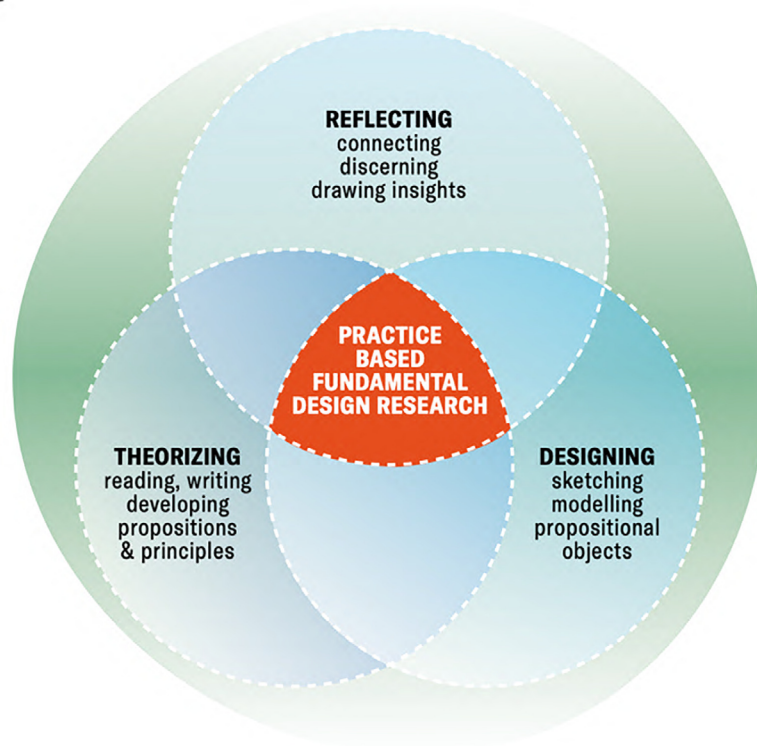 REFLECTING
connecting
discerning
drawing insights
PRACTICE
BASED
FUNDAMENTAL
DESIGN RESEARCH
THEORIZING
reading, writing
developing
propositions
& principles
DESIGNING
sketching
modelling
propositional
objects